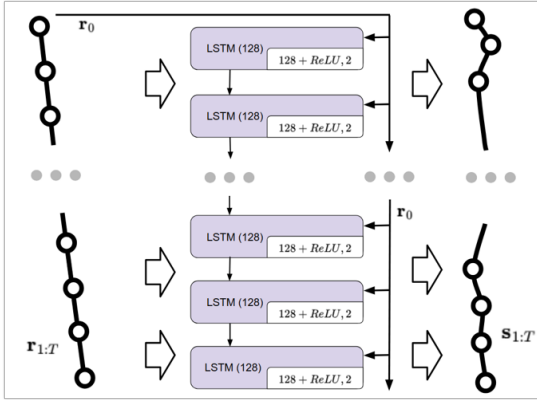 r₀
LSTM (128)
128 + ReLU, 2
LSTM (128)
128 + ReLU, 2
r₀
LSTM (128)
128 + ReLU, 2
LSTM (128)
128 + ReLU, 2
r₁:T
s₁:T
LSTM (128)
128 + ReLU, 2